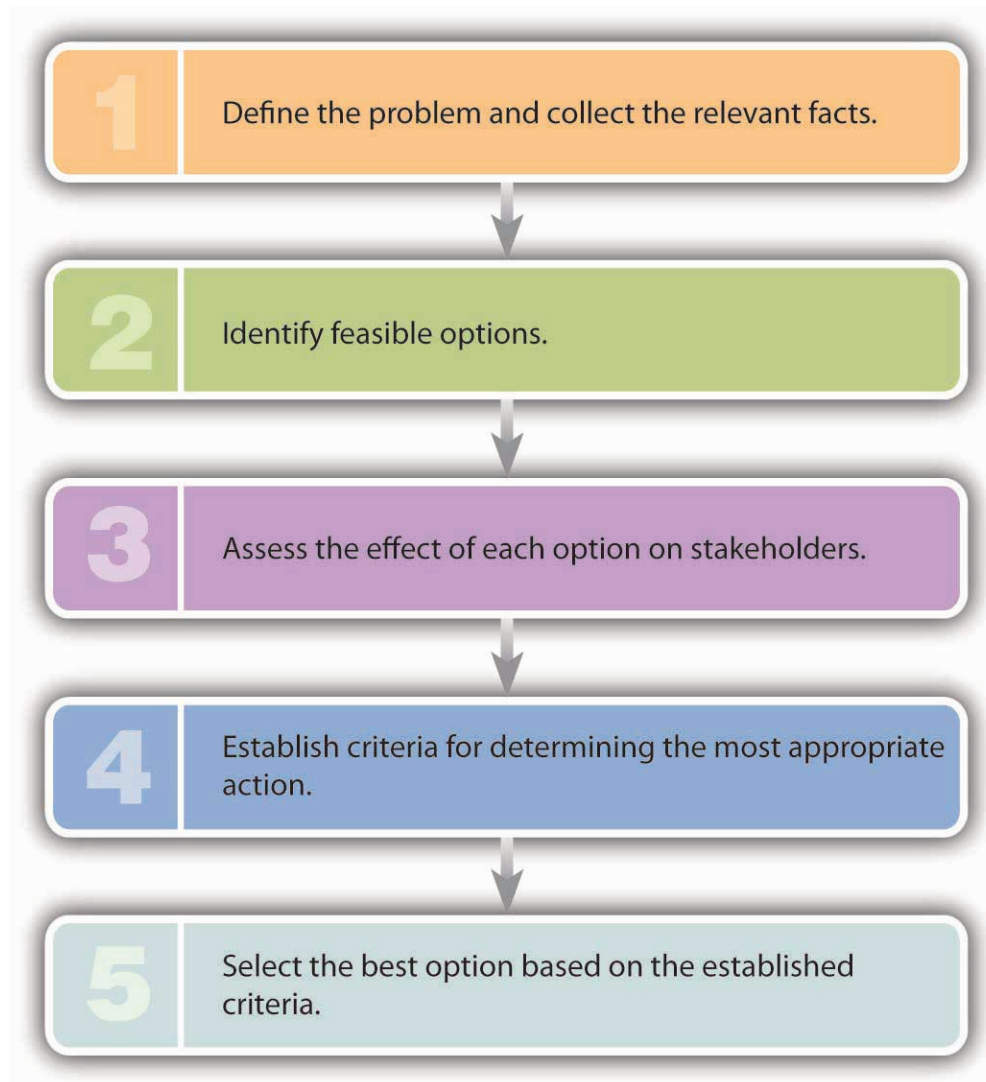 1
Define the problem and collect the relevant facts.
2
Identify feasible options.
3
Assess the effect of each option on stakeholders.
4
Establish criteria for determining the most appropriate
action.
5
Select the best option based on the established
criteria.